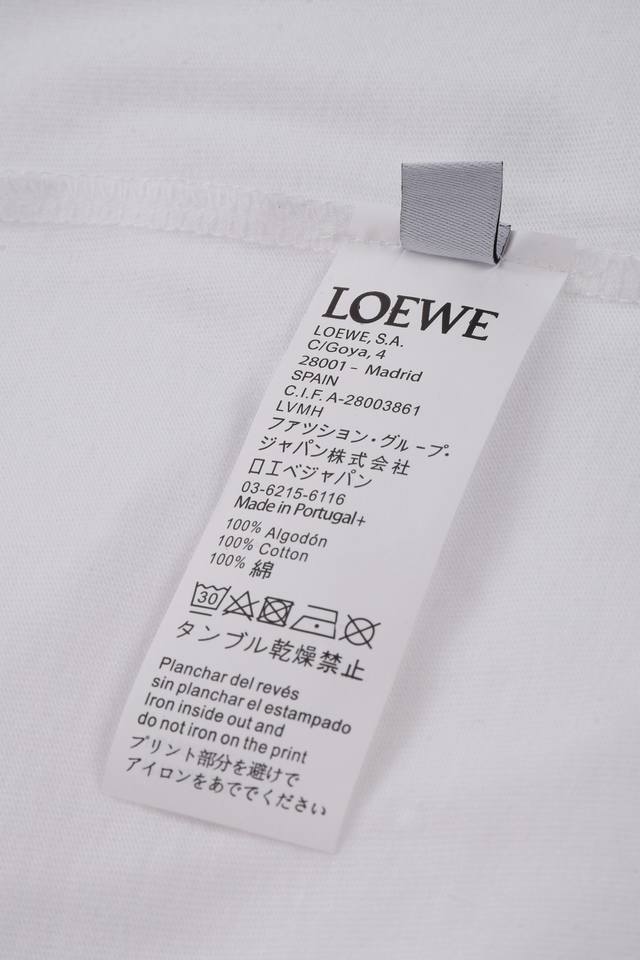 LOEWE
LOEWE, S.A.
C/Goya, 4
28001 - Madrid
SPAIN
C.I.F. A-28003861
LVMH
ファツション・グループ・
ジャパン株式会社
ロエベジャパン
03-6215-6116
Made in Portugal+
100% Algodón
100% Cotton
100% 綿
30
タンブル乾燥禁止
Planchar del revés
sin planchar el estampado
Iron inside out and
do not iron on the print
プリント部分を避けで
アイロンをあででください